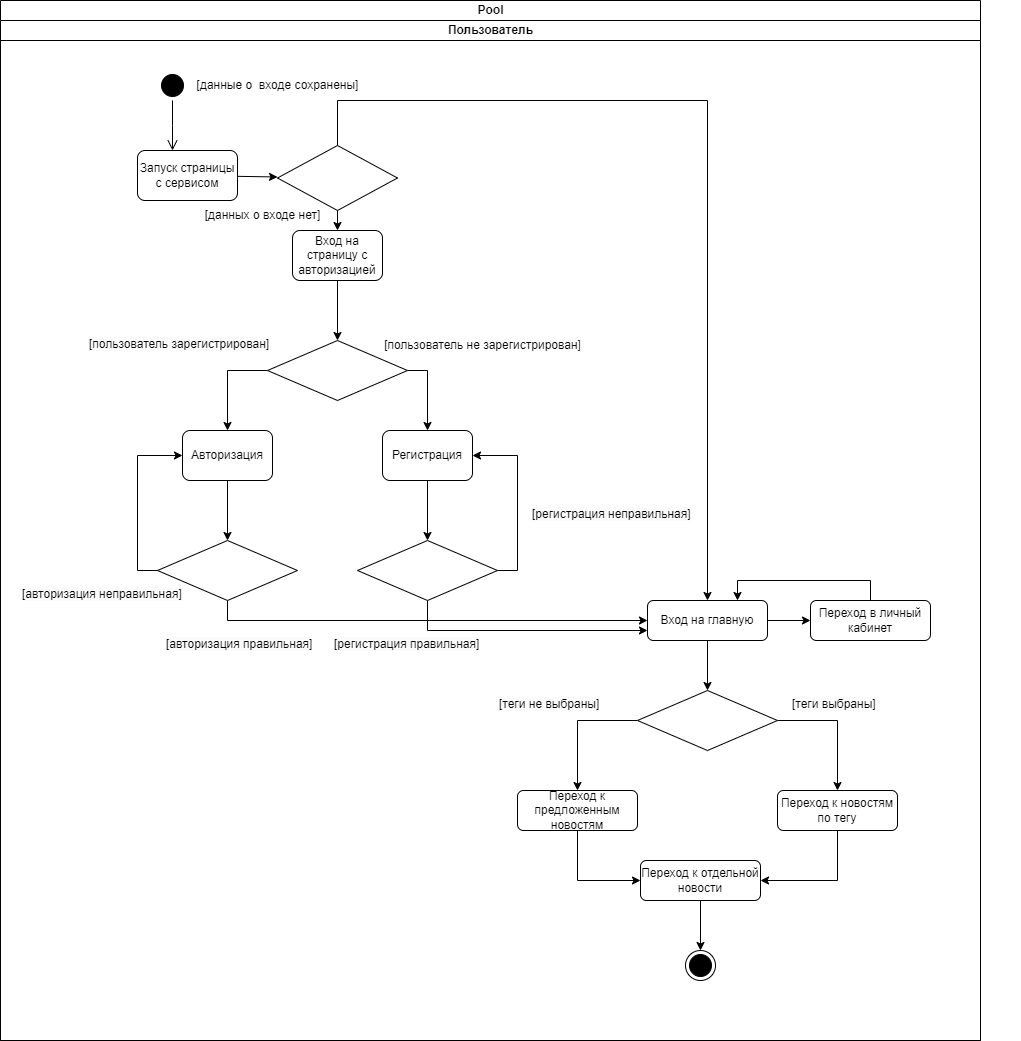 Pool
Пользователь
[данные о входе сохранены]
Запуск страницы
с сервисом
[данных о входе нет]
Вход на
страницу с
авторизацией
[пользователь зарегистрирован]
[пользователь не зарегистрирован]
Авторизация
Регистрация
[регистрация неправильная]
[авторизация неправильная]
Вход на главную
Переход в личный
кабинет
[авторизация правильная]
[регистрация правильная]
[теги не выбраны]
[теги выбраны]
Переход к
предложенным
новостям
Переход к новостям
по тегу
Переход к отдельной
новости